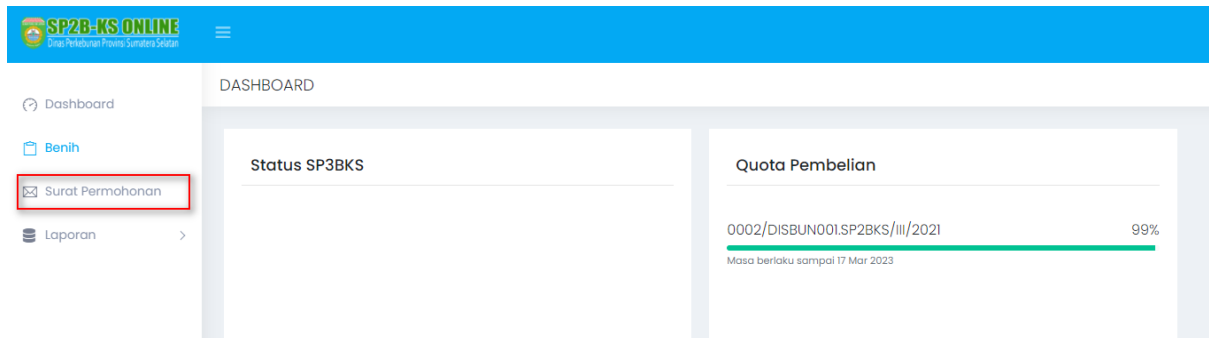 SP2B-KS ONLINE
Dinas Perkebunan Provinsi Sumatera Selatan
DASHBOARD
Dashboard
Benih
Surat Permohonan
Laporan
Status SP3BKS
Quota Pembelian
0002/DISBUN001.SP2BKS/III/2021 99%
Masa berlaku sampai 17 Mar 2023